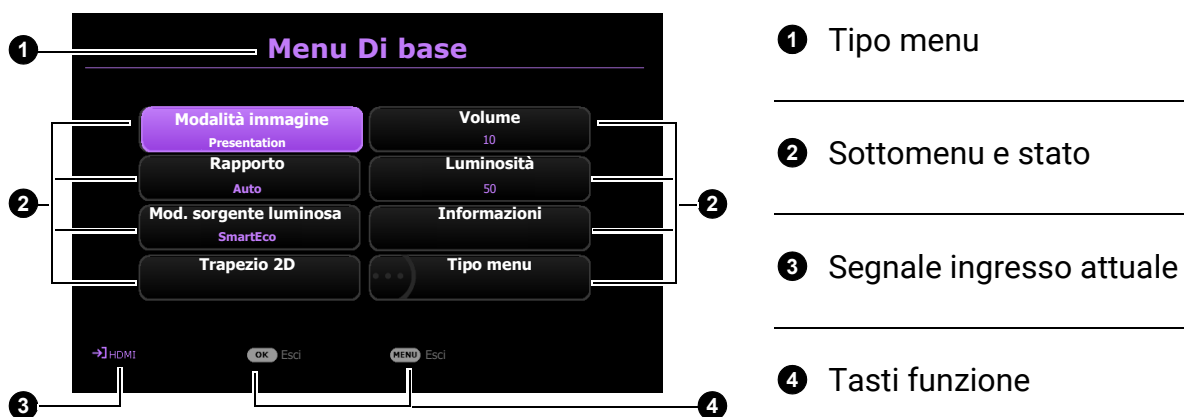 1 Menu Di base
Modalità immagine
Presentation
Volume
10
Rapporto
Auto
Luminosità
50
2
Mod. sorgente luminosa
SmartEco
Informazioni
2
Trapezio 2D
Tipo menu
HDMI
OK Esci
MENU Esci
3
4
1 Tipo menu
2 Sottomenu e stato
3 Segnale ingresso attuale
4 Tasti funzione